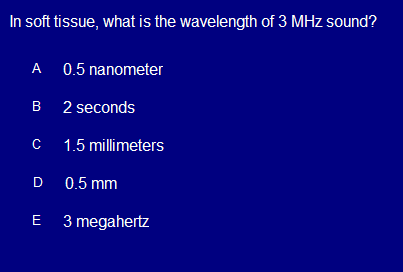 In soft tissue, what is the wavelength of 3 MHz sound?
A 0.5 nanometer
B 2 seconds
C 1.5 millimeters
D 0.5 mm
E 3 megahertz